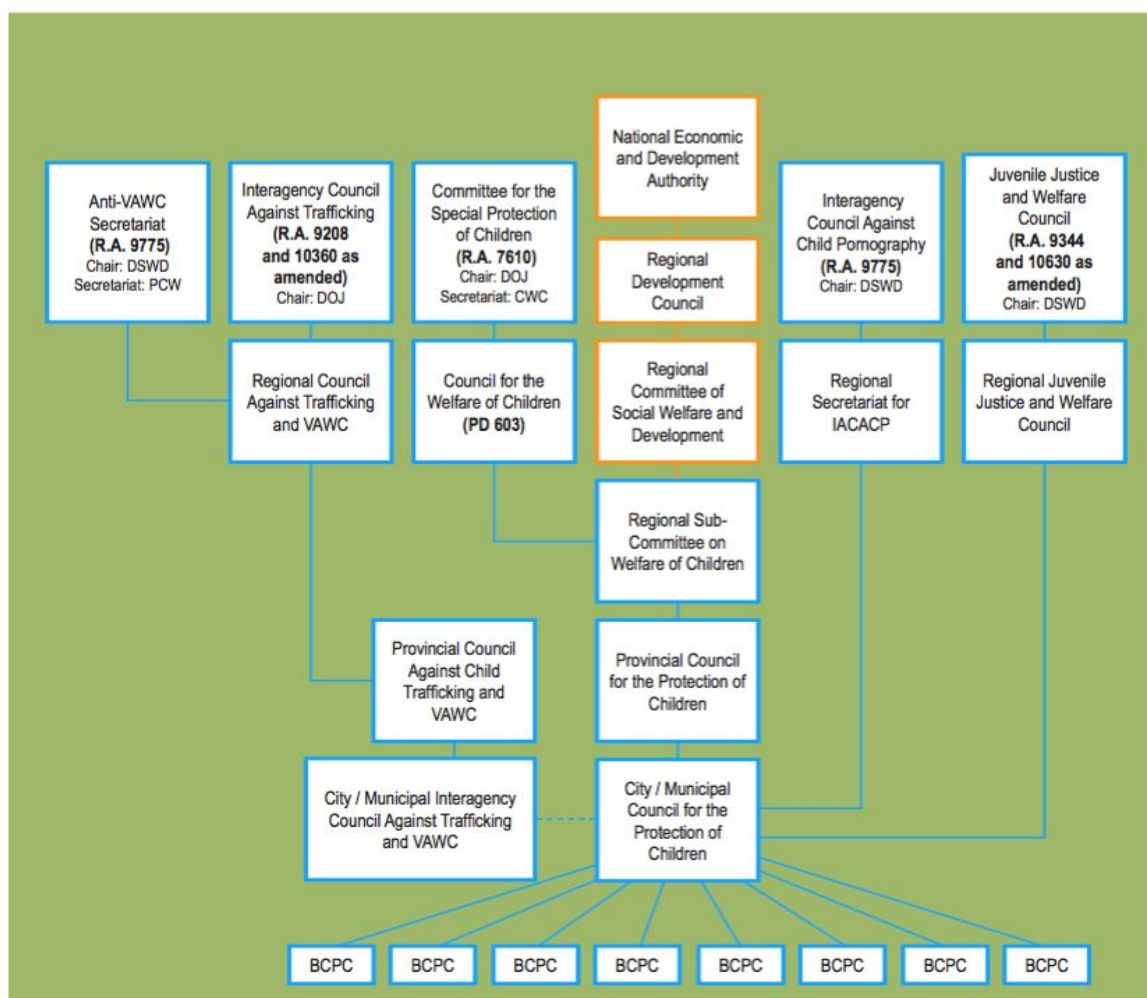 National Economic
and Development
Authority
Anti-VAWC
Secretariat
(R.A. 9775)
Chair: DSWD
Secretariat: PCW
Interagency Council
Against Trafficking
(R.A. 9208
and 10360 as
amended)
Chair: DOJ
Committee for the
Special Protection
of Children
(R.A. 7610)
Chair: DOJ
Secretariat: CWC
Regional
Development
Council
Interagency
Council Against
Child Pornography
(R.A. 9775)
Chair: DSWD
Juvenile Justice
and Welfare
Council
(R.A. 9344
and 10630 as
amended)
Chair: DSWD
Regional Council
Against Trafficking
and VAWC
Council for the
Welfare of Children
(PD 603)
Regional
Committee of
Social Welfare and
Development
Regional
Secretariat for
IACACP
Regional Juvenile
Justice and Welfare
Council
Regional Sub-
Committee on
Welfare of Children
Provincial Council
Against Child
Trafficking and
VAWC
Provincial Council
for the Protection of
Children
City / Municipal Interagency
Council Against Trafficking
and VAWC
City / Municipal
Council for the
Protection of
Children
BCPC
BCPC
BCPC
BCPC
BCPC
BCPC
BCPC
BCPC